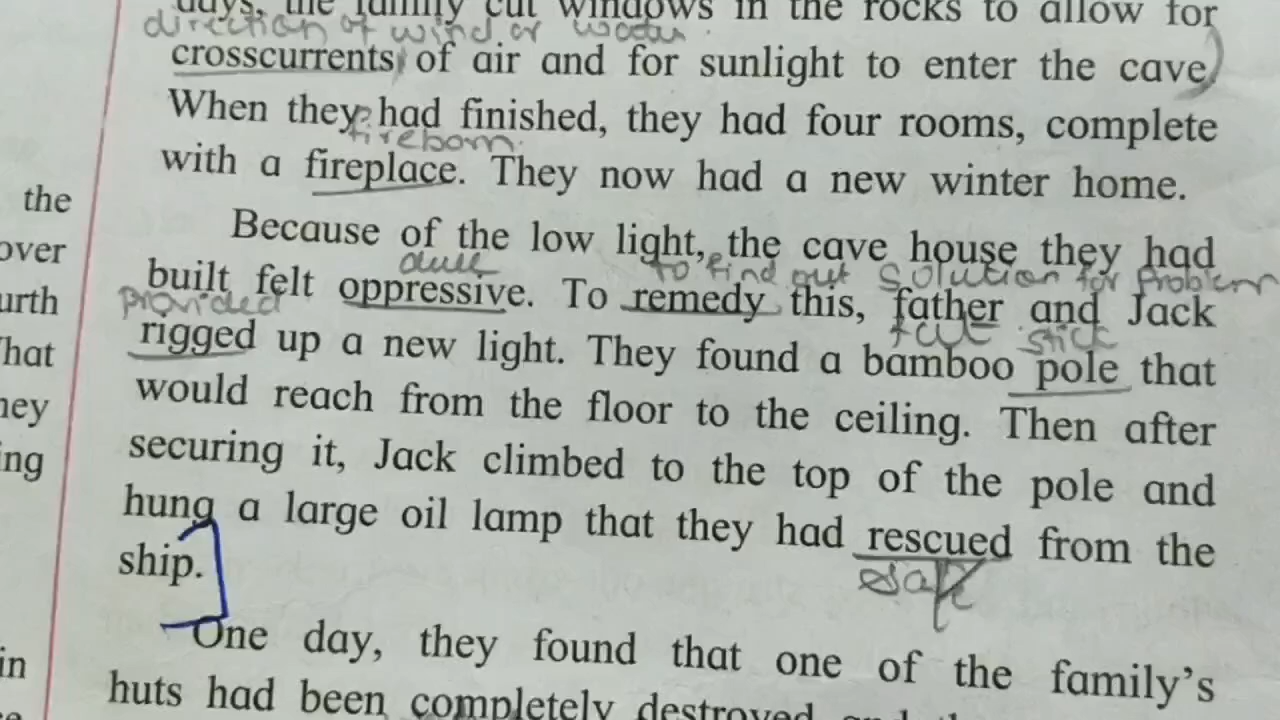 days, the family cut windows in the rocks to allow for
direction of wind or water.
crosscurrents of air and for sunlight to enter the cave
When they had finished, they had four rooms, complete
with a fireplace. They now had a new winter home.
the
Because of the low light, the cave house they had
over
dull
to find out solution for problem
built felt oppressive. To remedy this, father and Jack
urth
provided
stick
rigged up a new light. They found a bamboo pole that
hat
would reach from the floor to the ceiling. Then after
ney
securing it, Jack climbed to the top of the pole and
ing
hung a large oil lamp that they had rescued from the
ship.
safe
One day, they found that one of the family's
in
huts had been completely destroyed and